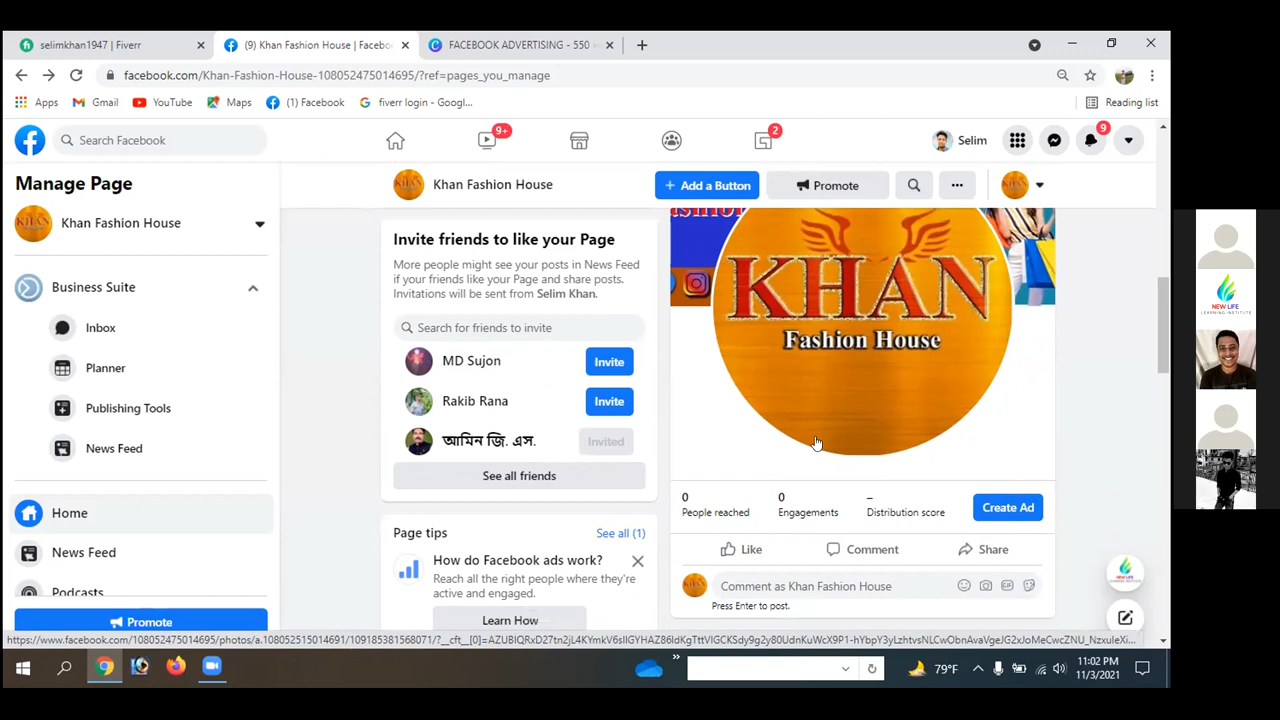 selimkhan1947 | Fiverr
(9) Khan Fashion House | Facebo
FACEBOOK ADVERTISING - 550
facebook.com/Khan-Fashion-House-108052475014695/?ref=pages_you_manage
Apps
Gmail
YouTube
Maps
(1) Facebook
fiverr login - Googl...
Reading list
Search Facebook
9+
2
Selim
9
Manage Page
Khan Fashion House
Add a Button
Promote
Khan Fashion House
Business Suite
Inbox
Planner
Publishing Tools
News Feed
Home
News Feed
Podcasts
Promote
Invite friends to like your Page
More people might see your posts in News Feed
if your friends like your Page and share posts.
Invitations will be sent from Selim Khan.
Search for friends to invite
MD Sujon
Invite
Rakib Rana
Invite
আমিন জি. এস.
Invited
See all friends
Page tips
See all (1)
How do Facebook ads work?
Reach all the right people where they're
active and engaged.
Learn How
KHAN
Fashion House
0
People reached
0
Engagements
–
Distribution score
Create Ad
Like
Comment
Share
Comment as Khan Fashion House
Press Enter to post.
NEW LIFE
LEARNING INSTITUTE
79°F
11:02 PM
11/3/2021